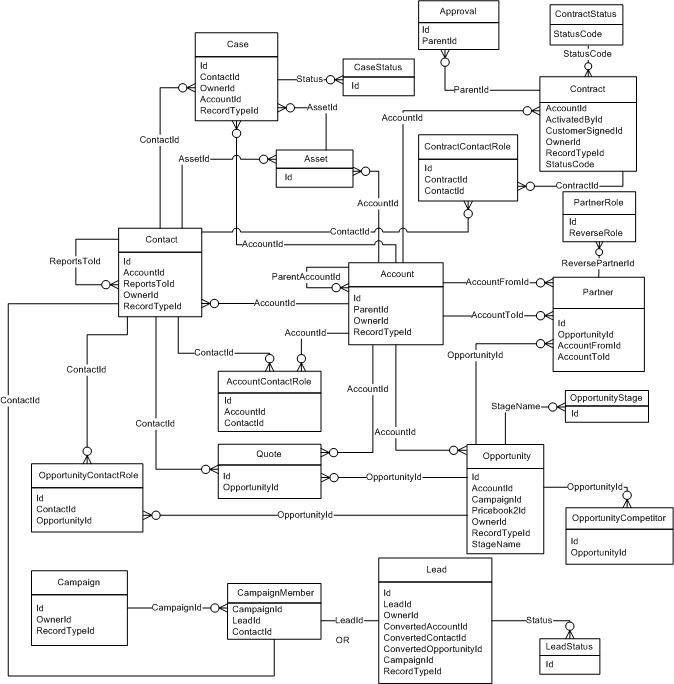 Approval
Id
ParentId
ContractStatus
StatusCode
StatusCode
Case
Id
ContactId
OwnerId
AccountId
RecordTypeId
Status
CaseStatus
Id
ParentId
Contract
AccountId
ActivatedById
CustomerSignedId
OwnerId
RecordTypeId
StatusCode
AssetId
AccountId
ContactId
AssetId
Asset
Id
ContractContactRole
Id
ContractId
ContactId
ContractId
AccountId
PartnerRole
Id
ReverseRole
ContactId
Contact
Id
AccountId
ReportsToId
OwnerId
RecordTypeId
ReportsToId
AccountId
ReversePartnerId
Account
Id
ParentId
OwnerId
RecordTypeId
ParentAccountId
AccountFromId
Partner
Id
OpportunityId
AccountFromId
AccountToId
AccountId
AccountToId
AccountId
ContactId
OpportunityId
ContactId
AccountContactRole
Id
AccountId
ContactId
AccountId
ContactId
StageName
OpportunityStage
Id
ContactId
AccountId
Quote
Id
OpportunityId
Opportunity
Id
AccountId
CampaignId
Pricebook2Id
OwnerId
RecordTypeId
StageName
OpportunityContactRole
Id
ContactId
OpportunityId
OpportunityId
OpportunityId
OpportunityId
OpportunityCompetitor
Id
OpportunityId
Campaign
Id
OwnerId
RecordTypeId
CampaignId
CampaignMember
CampaignId
LeadId
ContactId
LeadId
OR
Lead
Id
LeadId
OwnerId
ConvertedAccountId
ConvertedContactId
ConvertedOpportunityId
CampaignId
RecordTypeId
Status
LeadStatus
Id